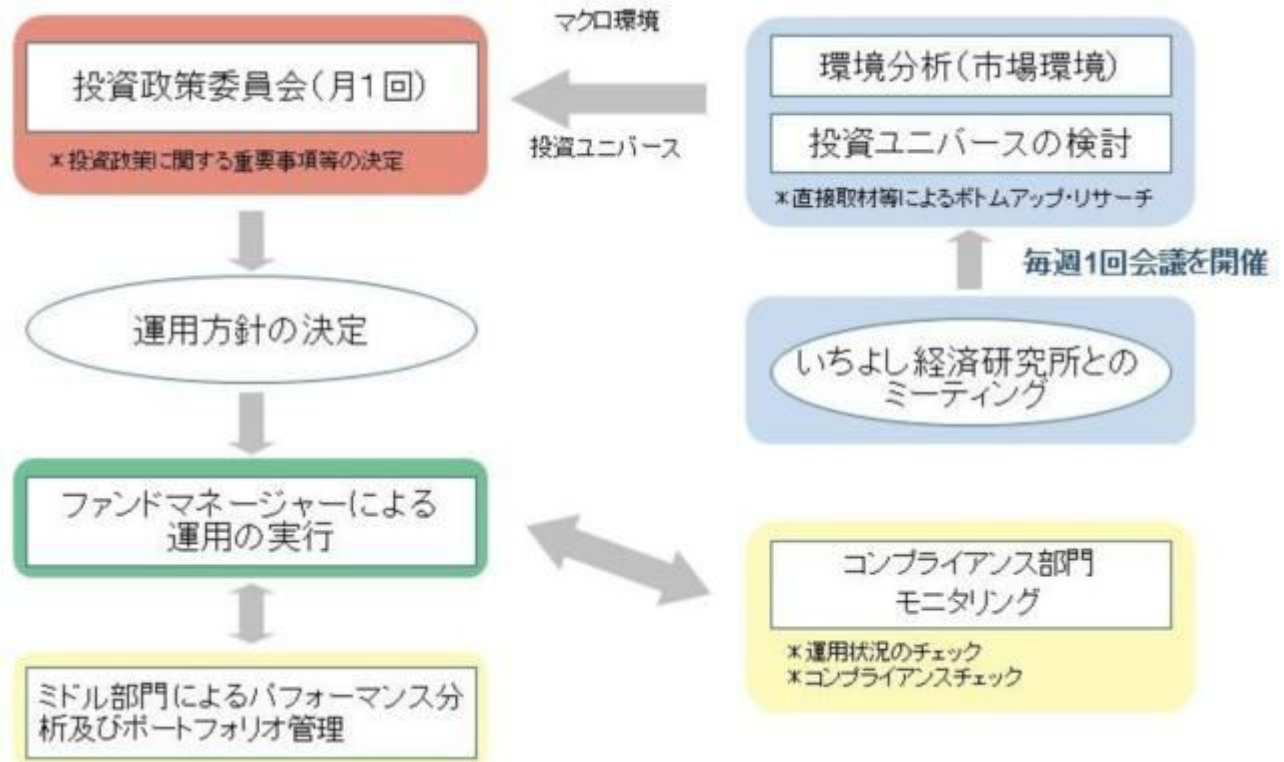 マクロ環境
投資政策委員会(月1回)
*投資政策に関する重要事項等の決定
投資ユニバース
環境分析(市場環境)
投資ユニバースの検討
*直接取材等によるボトムアップ・リサーチ
毎週1回会議を開催
いちよし経済研究所との
ミーティング
運用方針の決定
ファンドマネージャーによる
運用の実行
コンプライアンス部門
モニタリング
*運用状況のチェック
*コンプライアンスチェック
ミドル部門によるパフォーマンス分
析及びポートフォリオ管理